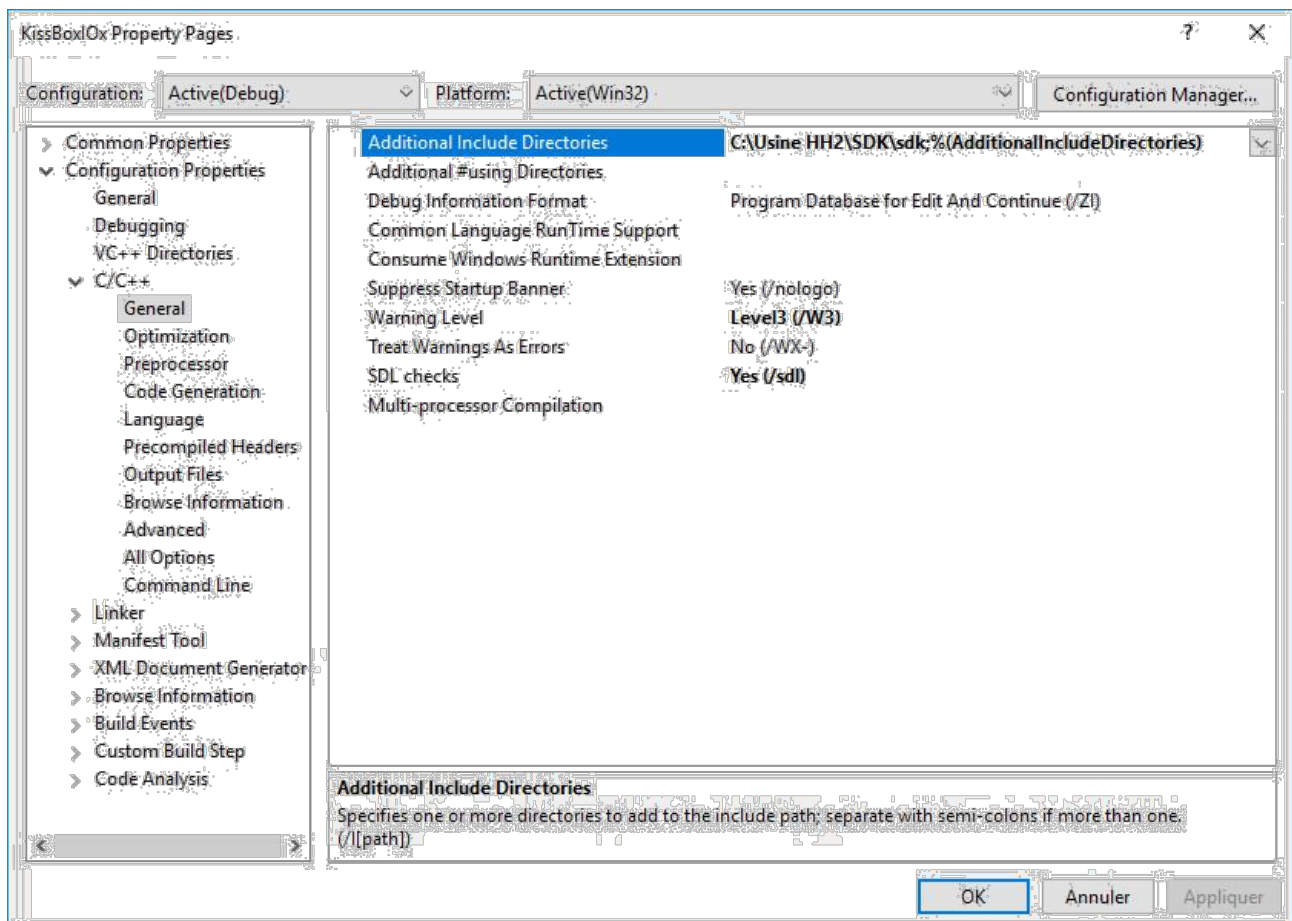 KissBoxIOx Property Pages
?
Configuration: Active(Debug) Platform: Active(Win32) Configuration Manager...
Common Properties
Configuration Properties
General
Debugging
VC++ Directories
C/C++
General
Optimization
Preprocessor
Code Generation
Language
Precompiled Headers
Output Files
Browse Information
Advanced
All Options
Command Line
Linker
Manifest Tool
XML Document Generator
Browse Information
Build Events
Custom Build Step
Code Analysis
Additional Include Directories C:\Usine HH2\SDK\sdk;%(AdditionalIncludeDirectories)
Additional #using Directories
Debug Information Format Program Database for Edit And Continue (/ZI)
Common Language RunTime Support
Consume Windows Runtime Extension
Suppress Startup Banner Yes (/nologo)
Warning Level Level3 (/W3)
Treat Warnings As Errors No (/WX-)
SDL checks Yes (/sdl)
Multi-processor Compilation
Additional Include Directories
Specifies one or more directories to add to the include path; separate with semi-colons if more than one.
(/I[path])
OK Annuler Appliquer